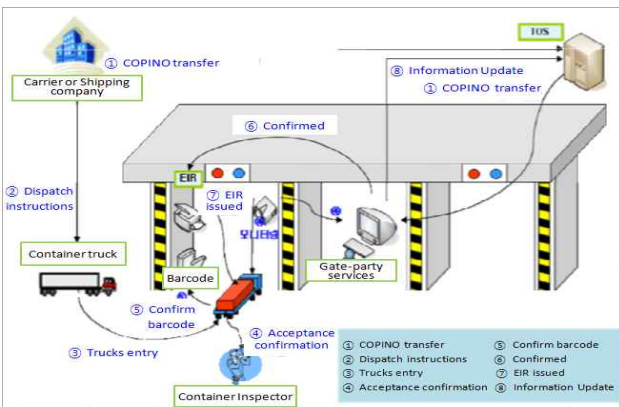 TOS
① COPINO transfer
Carrier or Shipping
company
⑧ Information Update
① COPINO transfer
⑥ Confirmed
EIR
② Dispatch
instructions
⑦ EIR
issued
Container truck
Barcode
Gate-party
services
⑤ Confirm
barcode
④ Acceptance
confirmation
③ Trucks entry
Container Inspector
① COPINO transfer
② Dispatch instructions
③ Trucks entry
④ Acceptance confirmation
⑤ Confirm barcode
⑥ Confirmed
⑦ EIR issued
⑧ Information Update